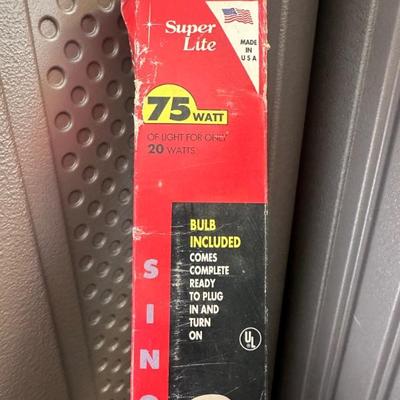 Super
Lite
MADE
IN
U S A
75 WATT
OF LIGHT FOR ONLY
20 WATTS
BULB
INCLUDED
COMES
COMPLETE
READY
TO PLUG
IN AND
TURN
ON
UL
S
I
N